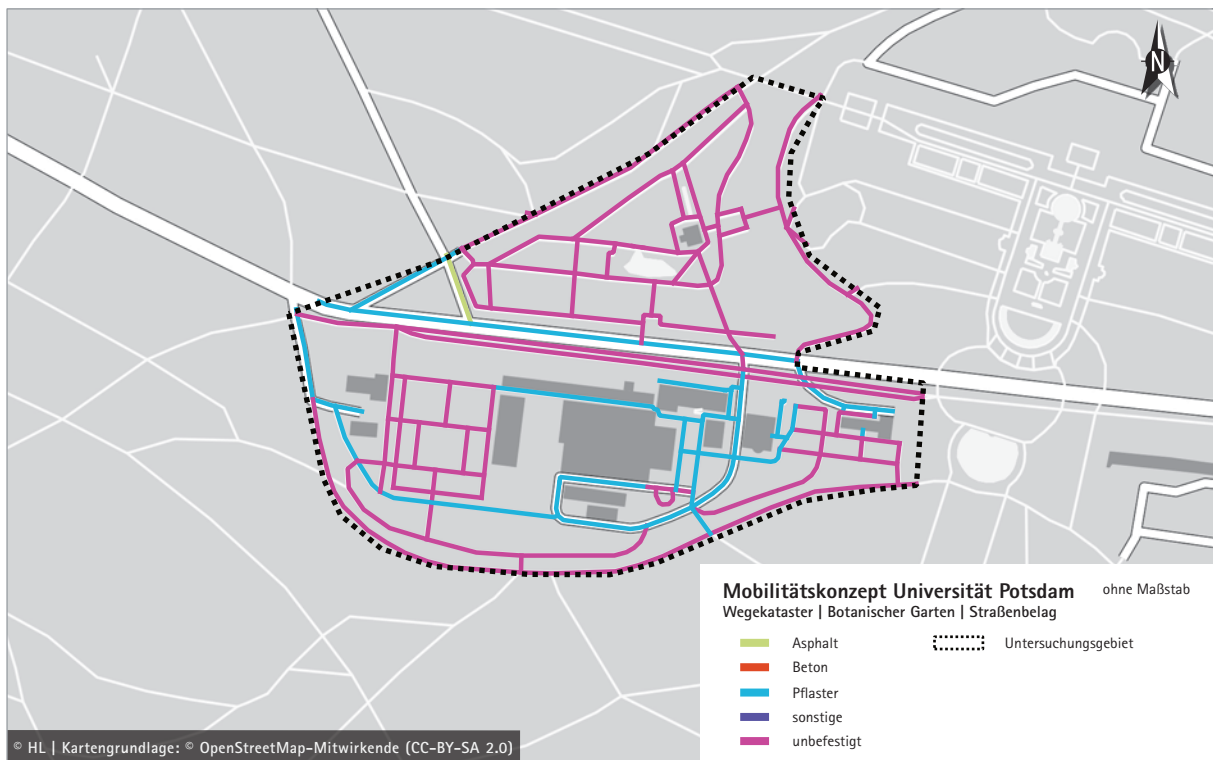 N
Mobilitätskonzept Universität Potsdam ohne Maßstab
Wegekataster | Botanischer Garten | Straßenbelag
Asphalt Untersuchungsgebiet
Beton
Pflaster
sonstige
unbefestigt
© HL | Kartengrundlage: © OpenStreetMap-Mitwirkende (CC-BY-SA 2.0)